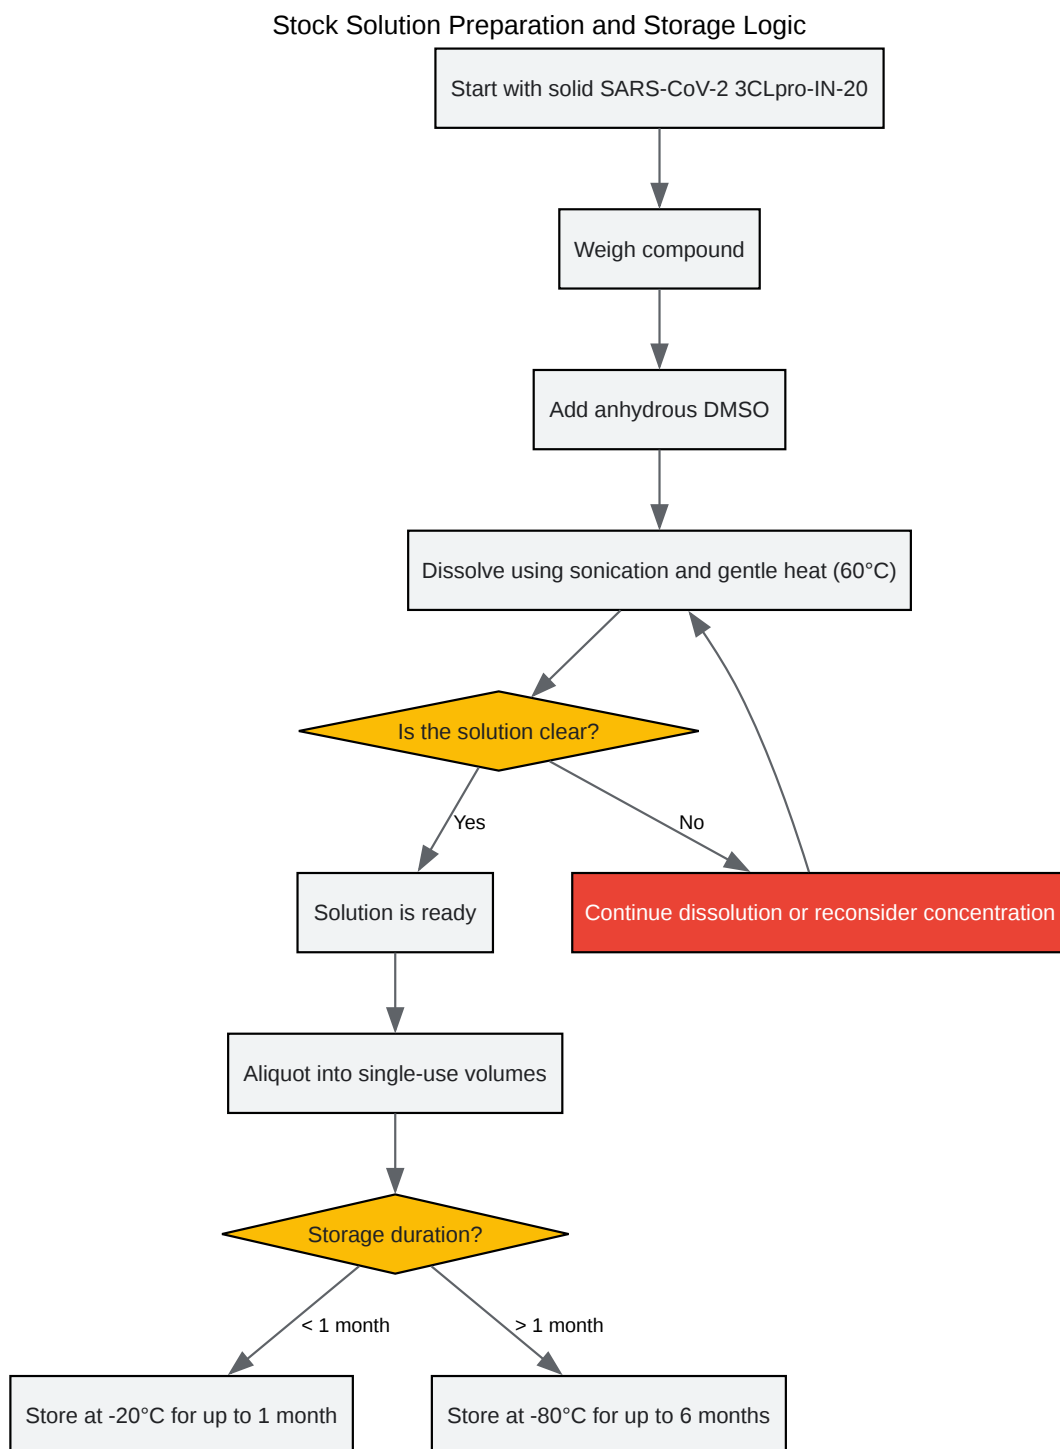 Stock Solution Preparation and Storage Logic
Start with solid SARS-CoV-2 3CLpro-IN-20
Weigh compound
Add anhydrous DMSO
Dissolve using sonication and gentle heat (60°C)
Is the solution clear?
Yes
No
Solution is ready
Continue dissolution or reconsider concentration
Aliquot into single-use volumes
Storage duration?
< 1 month
> 1 month
Store at -20°C for up to 1 month
Store at -80°C for up to 6 months